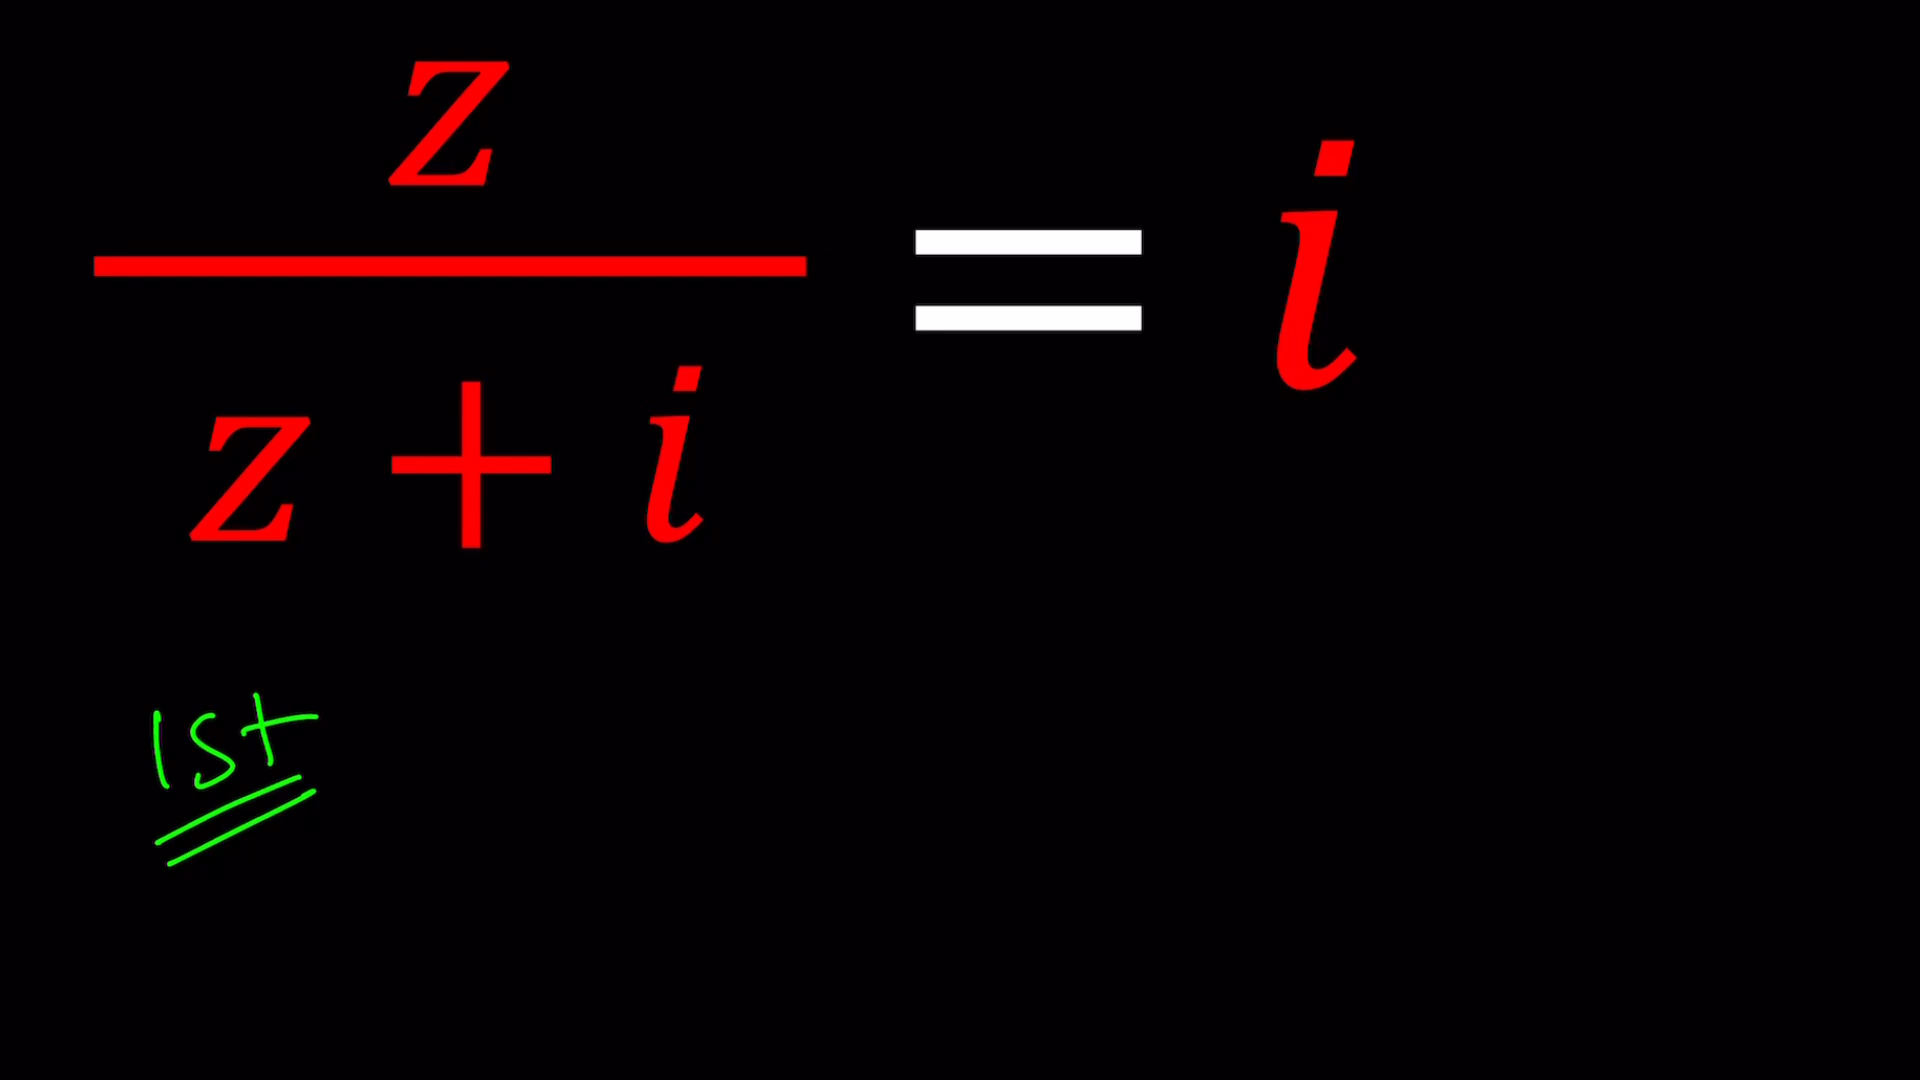 z
z + i
= i
1st